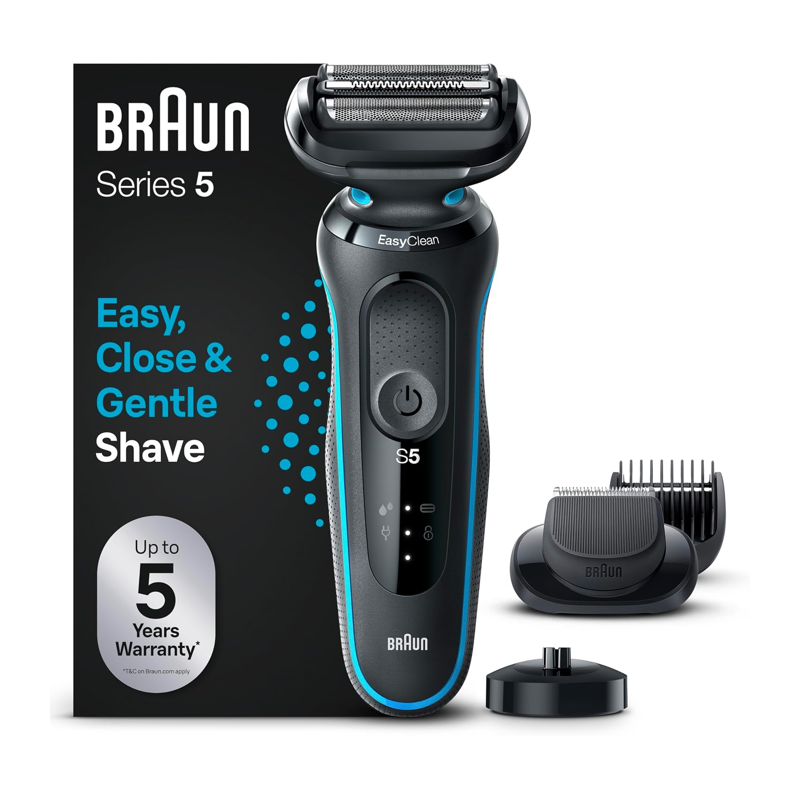 BRAUN
Series 5
Easy,
Close &
Gentle
Shave
Up to
5
Years
Warranty*
*T&C on Braun.com apply
EasyClean
S5
BRAUN
BRAUN